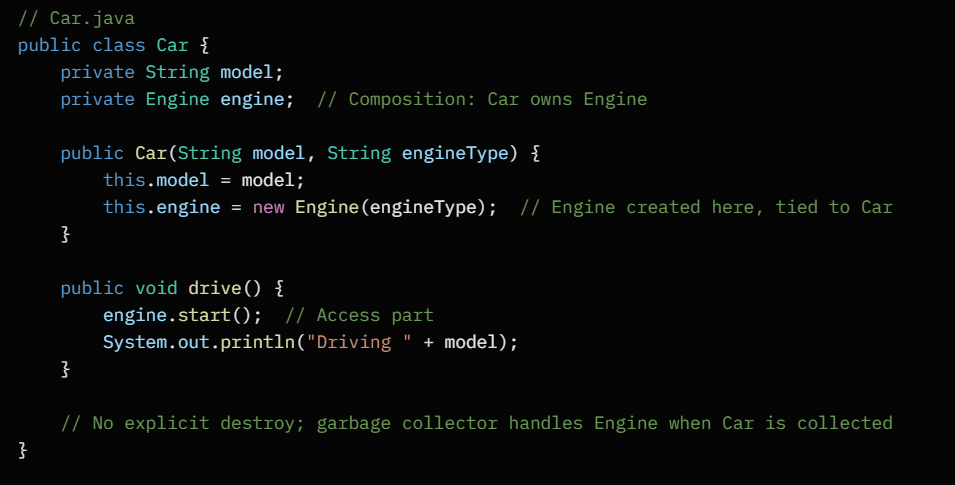 // Car.java
public class Car {
    private String model;
    private Engine engine;  // Composition: Car owns Engine

    public Car(String model, String engineType) {
        this.model = model;
        this.engine = new Engine(engineType);  // Engine created here, tied to Car
    }

    public void drive() {
        engine.start();  // Access part
        System.out.println("Driving " + model);
    }

    // No explicit destroy; garbage collector handles Engine when Car is collected
}